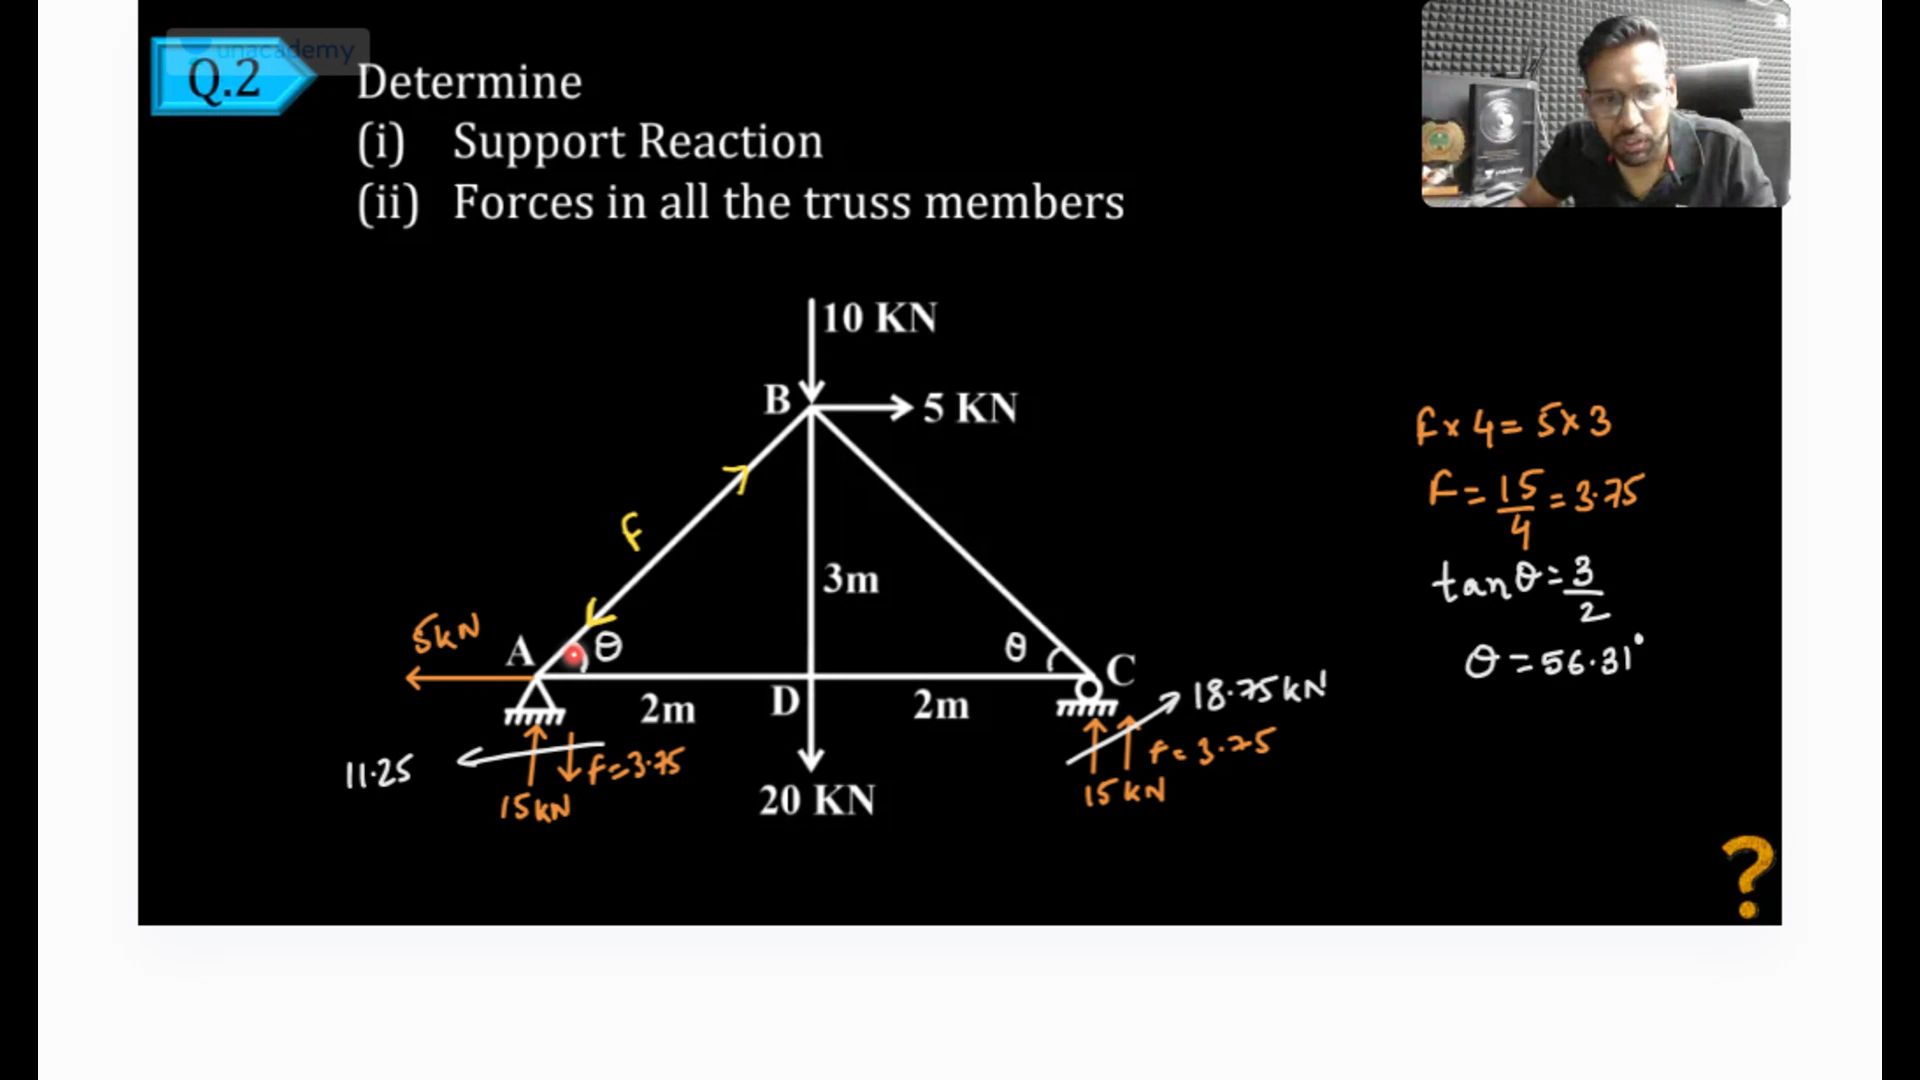 unacademy
Q.2
Determine
(i) Support Reaction
(ii) Forces in all the truss members
10 KN
B
5 KN
F
3m
5kN
A
θ
θ
C
2m
D
2m
11.25
F=3.75
15kN
20 KN
18.75kN
F= 3.75
15kN
F×4=5×3
F=15/4=3.75
tanθ=3/2
θ=56.31°
?